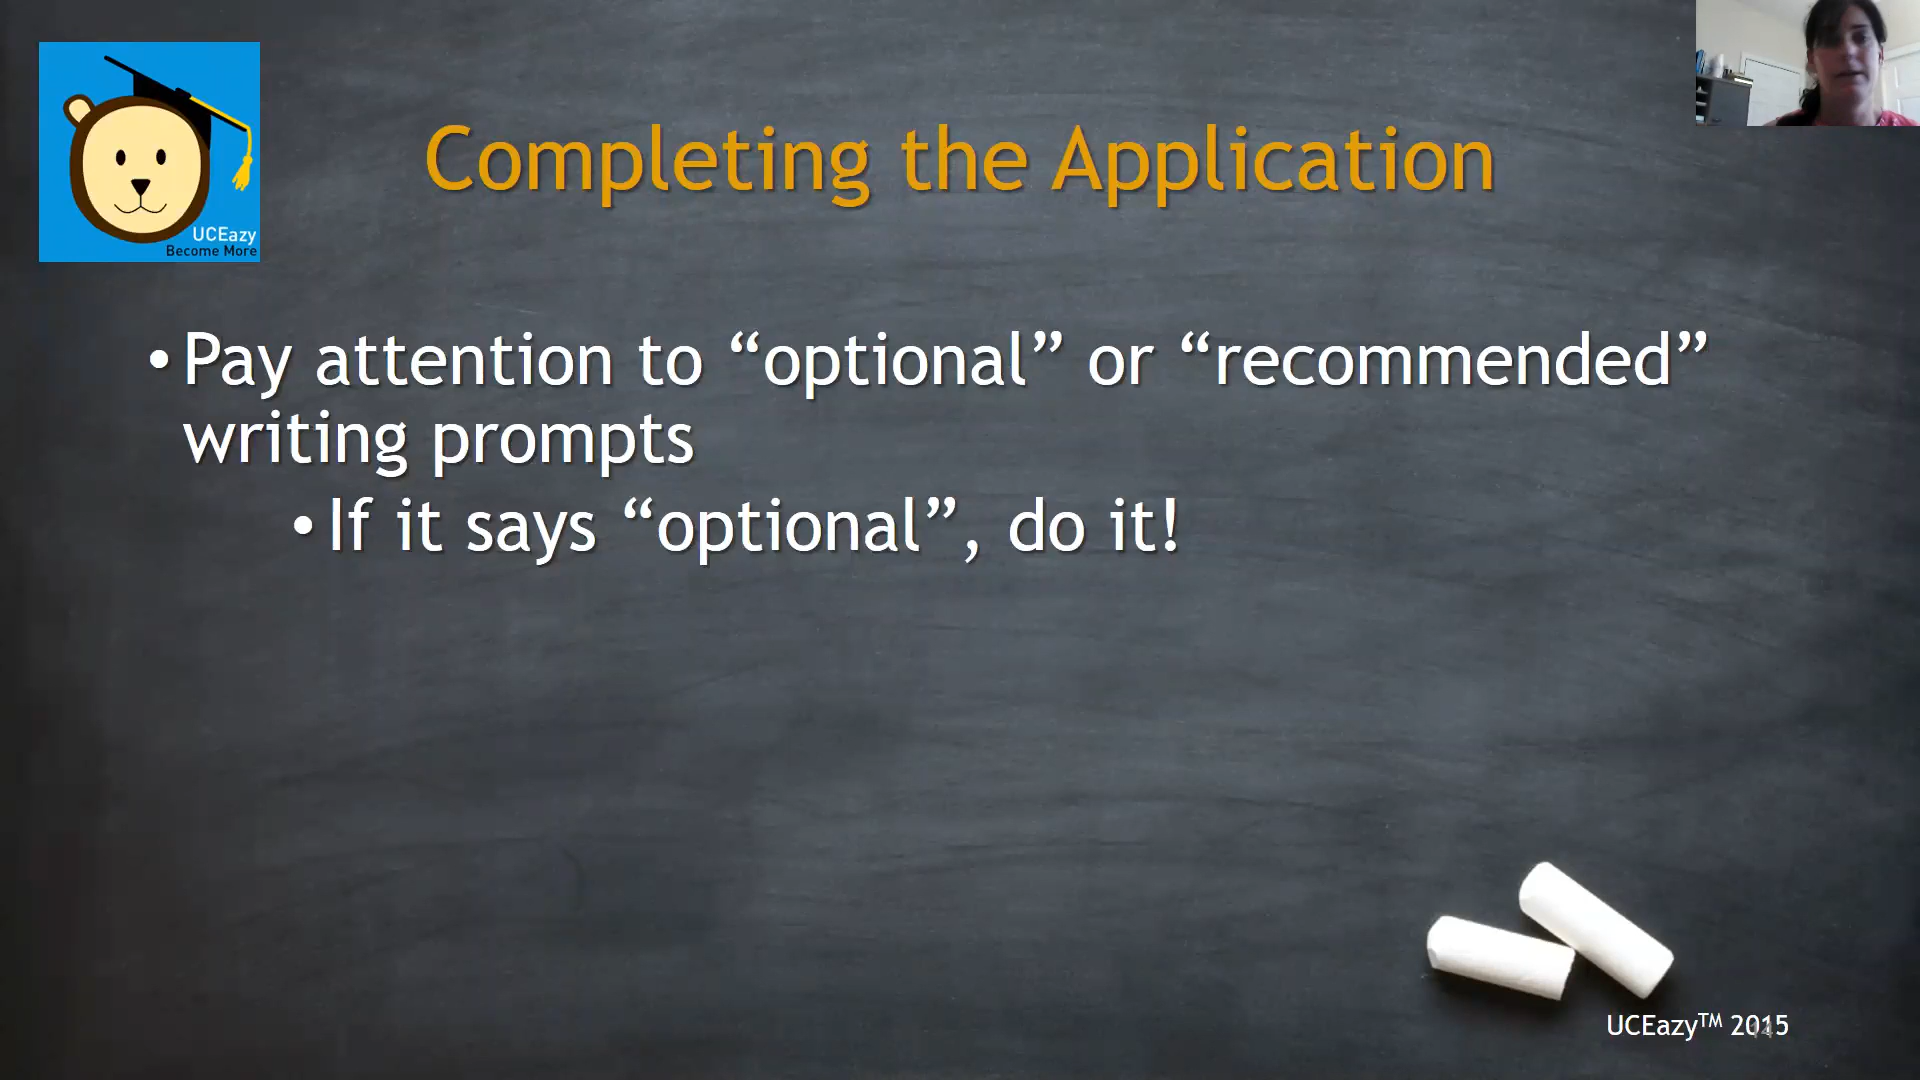 UCEazy
Become More
Completing the Application
•Pay attention to “optional” or “recommended”
writing prompts
•If it says “optional”, do it!
UCEazy™ 2015